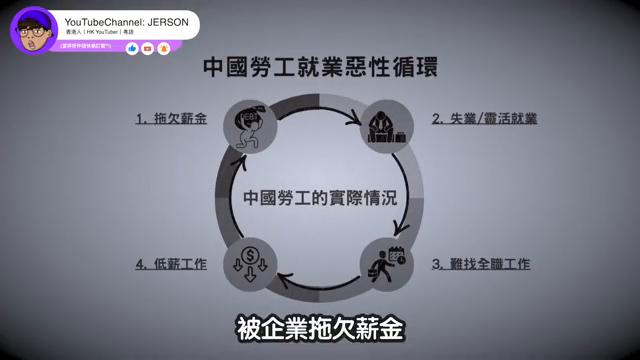 YouTubeChannel: JERSON
香港人 | HK YouTuber | 粵語
中國勞工就業惡性循環
1. 拖欠薪金
DEBT
2. 失業/靈活就業
中國勞工的實際情況
4. 低薪工作
$
3. 難找全職工作
被企業拖欠薪金